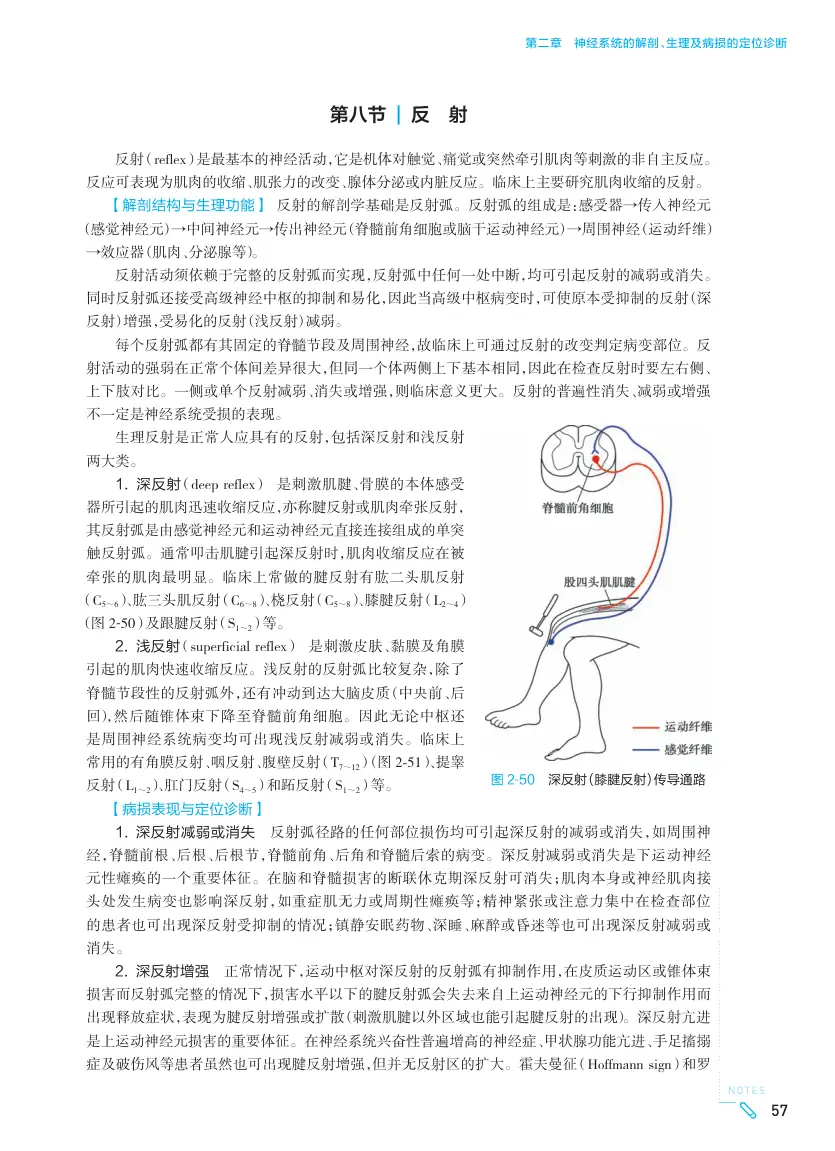 第二章　神经系统的解剖、生理及病损的定位诊断
第八节 | 反　射
反射(reflex)是最基本的神经活动,它是机体对触觉、痛觉或突然牵引肌肉等刺激的非自主反应。
反应可表现为肌肉的收缩、肌张力的改变、腺体分泌或内脏反应。临床上主要研究肌肉收缩的反射。
【解剖结构与生理功能】 反射的解剖学基础是反射弧。反射弧的组成是:感受器→传入神经元
(感觉神经元)→中间神经元→传出神经元(脊髓前角细胞或脑干运动神经元)→周围神经(运动纤维)
→效应器(肌肉、分泌腺等)。
反射活动须依赖于完整的反射弧而实现,反射弧中任何一处中断,均可引起反射的减弱或消失。
同时反射弧还接受高级神经中枢的抑制和易化,因此当高级中枢病变时,可使原本受抑制的反射(深
反射)增强,受易化的反射(浅反射)减弱。
每个反射弧都有其固定的脊髓节段及周围神经,故临床上可通过反射的改变判定病变部位。反
射活动的强弱在正常个体间差异很大,但同一个体两侧上下基本相同,因此在检查反射时要左右侧、
上下肢对比。一侧或单个反射减弱、消失或增强,则临床意义更大。反射的普遍性消失、减弱或增强
不一定是神经系统受损的表现。
生理反射是正常人应具有的反射,包括深反射和浅反射
两大类。
1. 深反射(deep reflex)　是刺激肌腱、骨膜的本体感受
器所引起的肌肉迅速收缩反应,亦称腱反射或肌肉牵张反射,
其反射弧是由感觉神经元和运动神经元直接连接组成的单突
触反射弧。通常叩击肌腱引起深反射时,肌肉收缩反应在被
牵张的肌肉最明显。临床上常做的腱反射有肱二头肌反射
(C5~6)、肱三头肌反射(C6~8)、桡反射(C5~8)、膝腱反射(L2~4)
(图 2-50)及跟腱反射(S1~2)等。
2. 浅反射(superficial reflex)　是刺激皮肤、黏膜及角膜
引起的肌肉快速收缩反应。浅反射的反射弧比较复杂,除了
脊髓节段性的反射弧外,还有冲动到达大脑皮质(中央前、后
回),然后随锥体束下降至脊髓前角细胞。因此无论中枢还
是周围神经系统病变均可出现浅反射减弱或消失。临床上
常用的有角膜反射、咽反射、腹壁反射(T7~12)(图 2-51)、提睾
反射(L1~2)、肛门反射(S4~5)和跖反射(S1~2)等。
脊髓前角细胞
股四头肌肌腱
运动纤维
感觉纤维
图 2-50　深反射(膝腱反射)传导通路
【病损表现与定位诊断】
1. 深反射减弱或消失　反射弧径路的任何部位损伤均可引起深反射的减弱或消失,如周围神
经,脊髓前根、后根、后根节,脊髓前角、后角和脊髓后索的病变。深反射减弱或消失是下运动神经
元性瘫痪的一个重要体征。在脑和脊髓损害的断联休克期深反射可消失;肌肉本身或神经肌肉接
头处发生病变也影响深反射,如重症肌无力或周期性瘫痪等;精神紧张或注意力集中在检查部位
的患者也可出现深反射受抑制的情况;镇静安眠药物、深睡、麻醉或昏迷等也可出现深反射减弱或
消失。
2. 深反射增强　正常情况下,运动中枢对深反射的反射弧有抑制作用,在皮质运动区或锥体束
损害而反射弧完整的情况下,损害水平以下的腱反射弧会失去来自上运动神经元的下行抑制作用而
出现释放症状,表现为腱反射增强或扩散(刺激肌腱以外区域也能引起腱反射的出现)。深反射亢进
是上运动神经元损害的重要体征。在神经系统兴奋性普遍增高的神经症、甲状腺功能亢进、手足搐搦
症及破伤风等患者虽然也可出现腱反射增强,但并无反射区的扩大。霍夫曼征(Hoffmann sign)和罗
NOTES
57